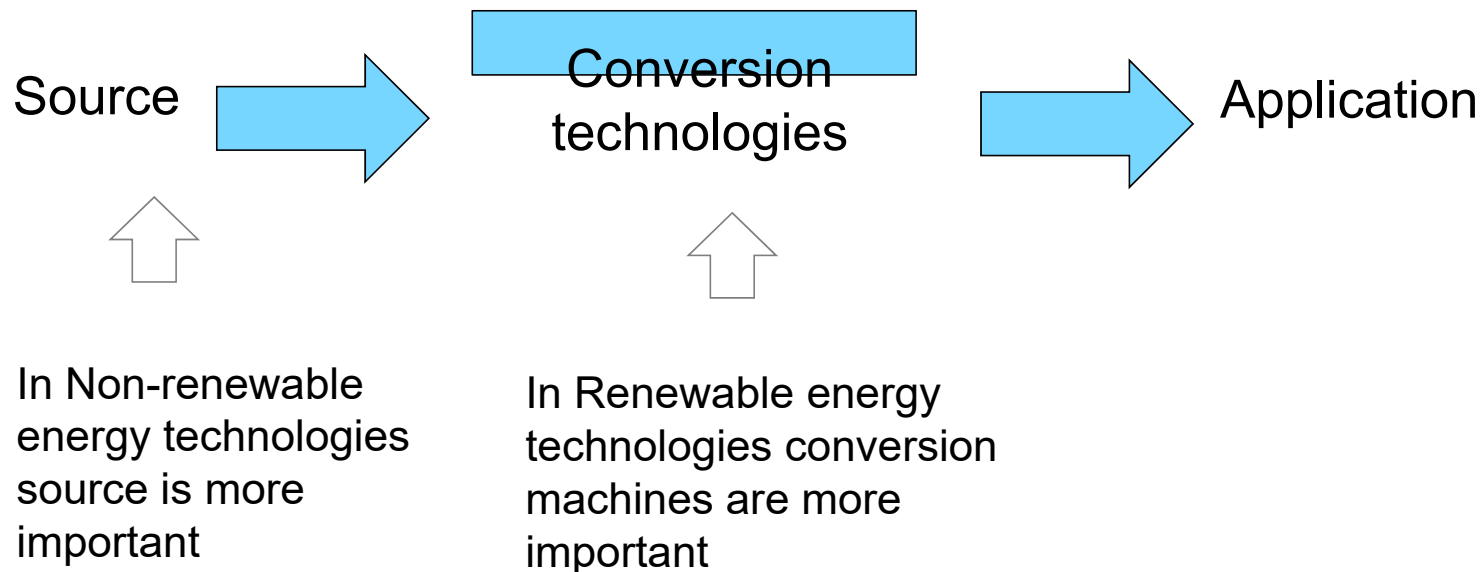 Source
Conversion
technologies
Application
In Non-renewable
energy technologies
source is more
important
In Renewable energy
technologies conversion
machines are more
important